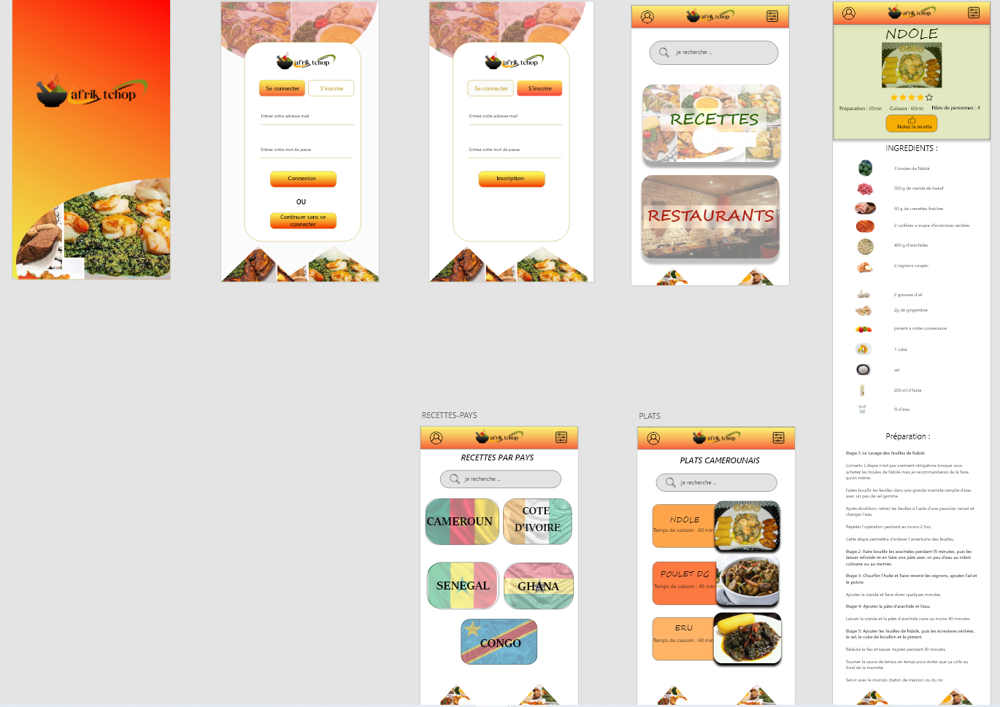 afrik tchop
afrik tchop
Se connecter
S'inscrire
Entrez votre adresse mail
Entrez votre mot de passe
Connexion
OU
Continuer sans se
connecter
afrik tchop
Se connecter
S'inscrire
Entrez votre adresse mail
Entrez votre mot de passe
Inscription
afrik tchop
je recherche ...
RECETTES
RESTAURANTS
afrik tchop
NDOLE
Préparation : 20min
Cuisson : 60min
Nbre de personnes : 4
Notez la recette
INGREDIENTS :
3 boules de Ndolé
500 g de viande de boeuf
50 g de crevettes fraîches
2 cuillères à soupe d'écrevisses séchées
400 g d'arachides
2 oignons coupés
2 gousses d'ail
2g de gingembre
piment à votre convenance
1 cube
sel
200 ml d'huile
5l d'eau
Préparation :
Etape 1: Le Lavage des feuilles de Ndolé
Conseils: L'étape n'est pas vraiment obligatoire lorsque vous
achetez les boules de Ndolé mais je recommanderais de la faire
qu'en même.
Faites bouillir les feuilles dans une grande marmite remplie d'eau
avec un peu de sel gemme.
Après ébullition, retirer les feuilles à l'aide d'une passoire, verser et
changer l'eau.
Répéter l'opération pendant au moins 2 fois.
Cette étape permettra d'enlever l'amertume des feuilles.
Etape 2: Faire bouillir les arachides pendant 15 minutes, puis les
laisser refroidir et en faire une pâte avec un peu d'eau au robot
culinaire ou au mortier.
Etape 3: Chauffer l'huile et Faire revenir les oignons, ajouter l'ail et
le poivre.
Ajouter la viande et faire dorer quelques minutes.
Etape 4: Ajouter la pâte d'arachide et l'eau.
Laisser la viande et la pâte d'arachide cuire au moins 40 minutes.
Etape 5: Ajouter les feuilles de Ndolé, puis les écrevisses séchées,
le sel, le cube de bouillon et le piment.
Réduire le feu et laisser mijoter pendant 30 minutes.
Tourner la sauce de temps en temps pour éviter que ça colle au
fond de la marmite.
Servir avec le miondo (baton de manioc) ou du riz.
RECETTES-PAYS
afrik tchop
RECETTES PAR PAYS
je recherche ...
CAMEROUN
COTE
D'IVOIRE
SENEGAL
GHANA
CONGO
PLATS
afrik tchop
PLATS CAMEROUNAIS
je recherche ...
NDOLE
Temps de cuisson : 60 min
POULET DG
Temps de cuisson : 45 min
ERU
Temps de cuisson : 60 min